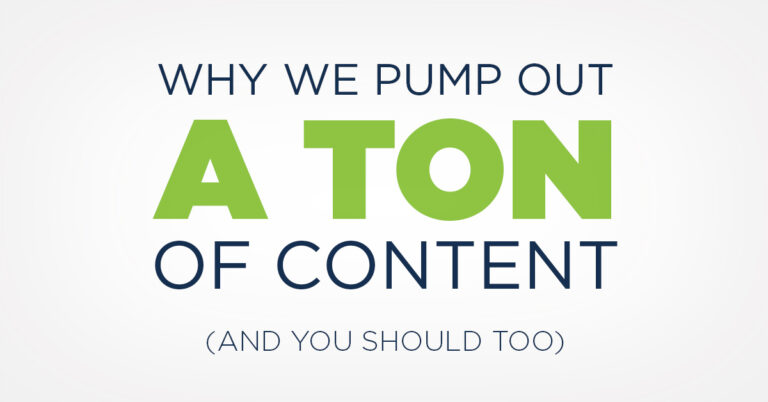 WHY WE PUMP OUT
A TON
OF CONTENT
(AND YOU SHOULD TOO)